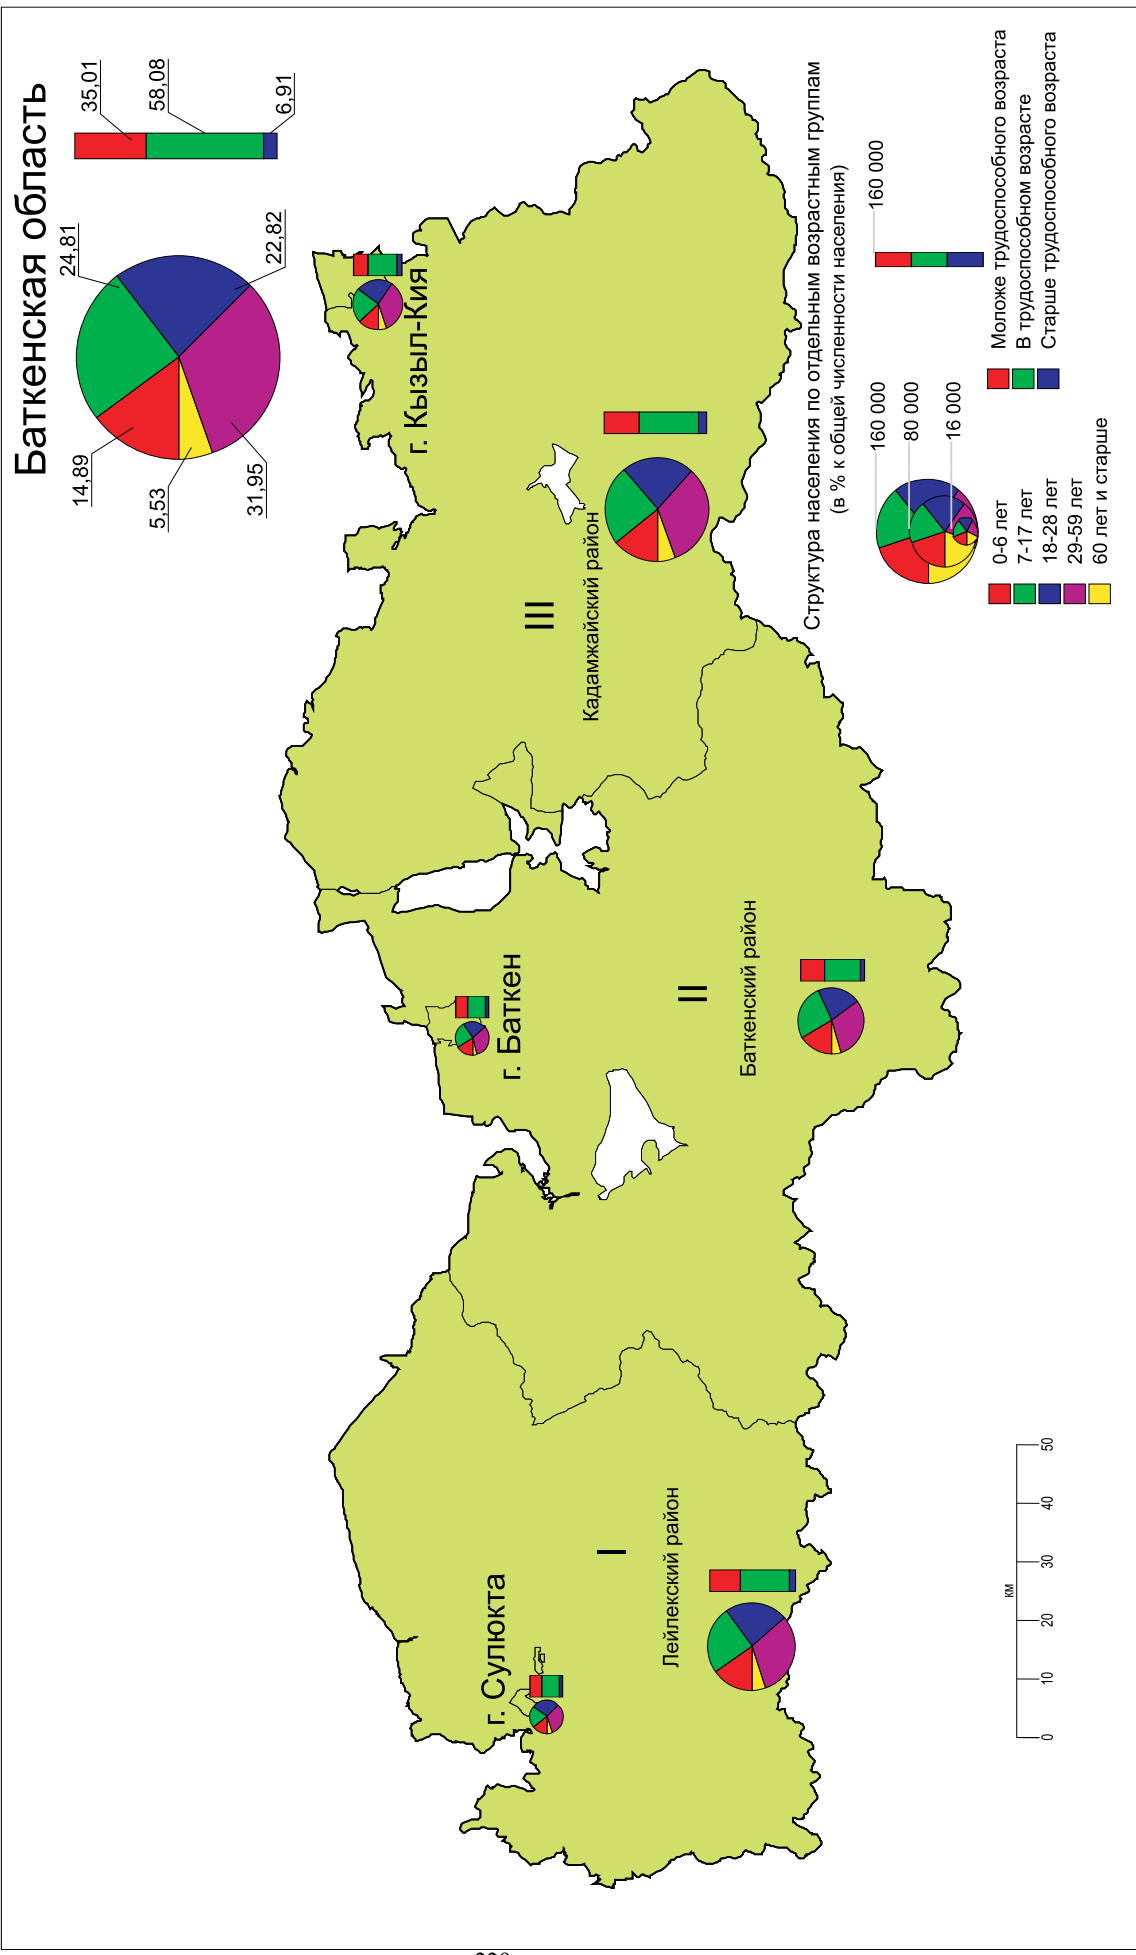 Баткенская область
14,89
24,81
22,82
5,53
31,95
35,01
58,08
6,91
г. Кызыл-Кия
III
Кадамжайский район
г. Баткен
II
Баткенский район
г. Сулюкта
I
Лейлекский район
Структура населения по отдельным возрастным группам
(в % к общей численности населения)
160 000
80 000
16 000
160 000
0-6 лет
7-17 лет
18-28 лет
29-59 лет
60 лет и старше
Моложе трудоспособного возраста
В трудоспособном возрасте
Старше трудоспособного возраста
км
0 10 20 30 40 50